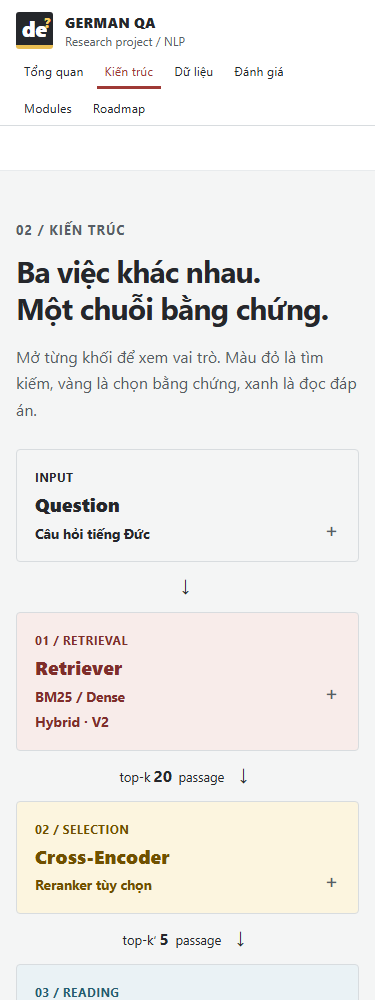 de?
GERMAN QA
Research project / NLP
Tổng quan Kiến trúc Dữ liệu Đánh giá
Modules Roadmap
02 / KIẾN TRÚC
Ba việc khác nhau.
Một chuỗi bằng chứng.
Mở từng khối để xem vai trò. Màu đỏ là tìm
kiếm, vàng là chọn bằng chứng, xanh là đọc đáp
án.
INPUT
Question
Câu hỏi tiếng Đức
+
↓
01 / RETRIEVAL
Retriever
BM25 / Dense
Hybrid · V2
+
top-k 20 passage ↓
02 / SELECTION
Cross-Encoder
Reranker tùy chọn
+
top-k′ 5 passage ↓
03 / READING